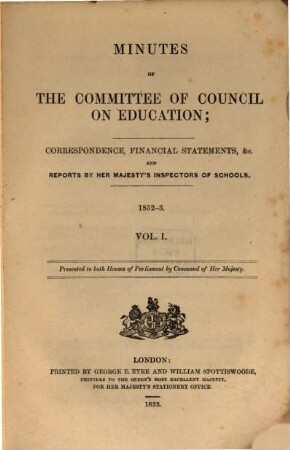 MINUTES
OF
THE COMMITTEE OF COUNCIL
ON EDUCATION;
CORRESPONDENCE, FINANCIAL STATEMENTS, &c.
AND
REPORTS BY HER MAJESTY'S INSPECTORS OF SCHOOLS.
1852-3.
VOL. I.
Presented to both Houses of Parliament by Command of Her Majesty.
LONDON:
PRINTED BY GEORGE E. EYRE AND WILLIAM SPOTTISWOODE,
PRINTERS TO THE QUEEN'S MOST EXCELLENT MAJESTY.
FOR HER MAJESTY'S STATIONERY OFFICE.
1853.